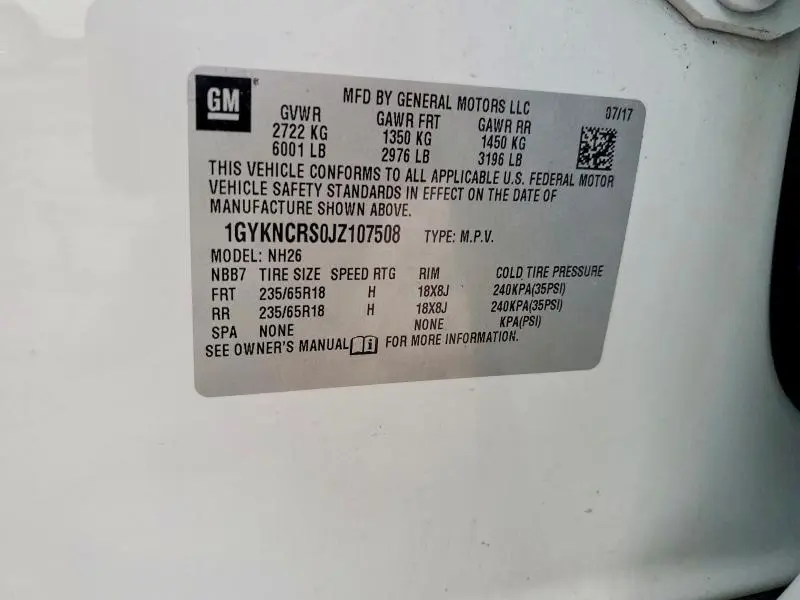 GM ®
MFD BY GENERAL MOTORS LLC 07/17
GVWR GAWR FRT GAWR RR
2722 KG 1350 KG 1450 KG
6001 LB 2976 LB 3196 LB
THIS VEHICLE CONFORMS TO ALL APPLICABLE U.S. FEDERAL MOTOR
VEHICLE SAFETY STANDARDS IN EFFECT ON THE DATE OF
MANUFACTURE SHOWN ABOVE.
1GYKNCRS0JZ107508 TYPE: M.P.V.
MODEL: NH26
NBB7 TIRE SIZE SPEED RTG RIM COLD TIRE PRESSURE
FRT 235/65R18 H 18X8J 240KPA(35PSI)
RR 235/65R18 H 18X8J 240KPA(35PSI)
SPA NONE NONE KPA(PSI)
SEE OWNER'S MANUAL FOR MORE INFORMATION.